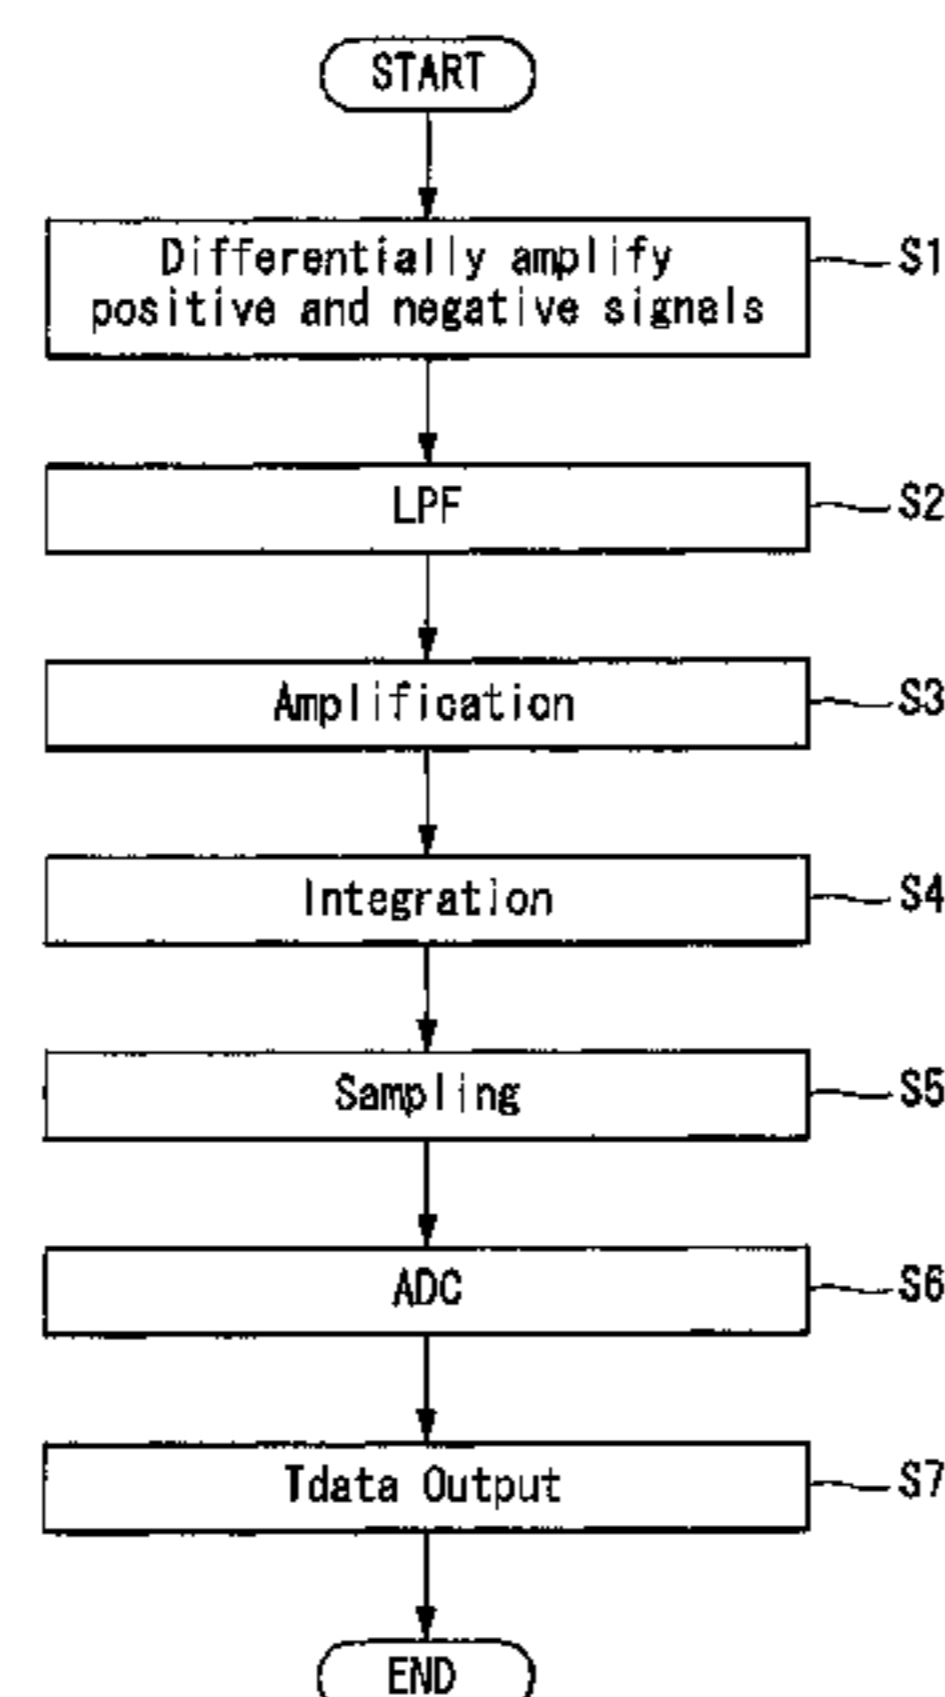 START
Differentially amplify
positive and negative signals
S1
LPF
S2
Amplification
S3
Integration
S4
Sampling
S5
ADC
S6
Tdata Output
S7
END